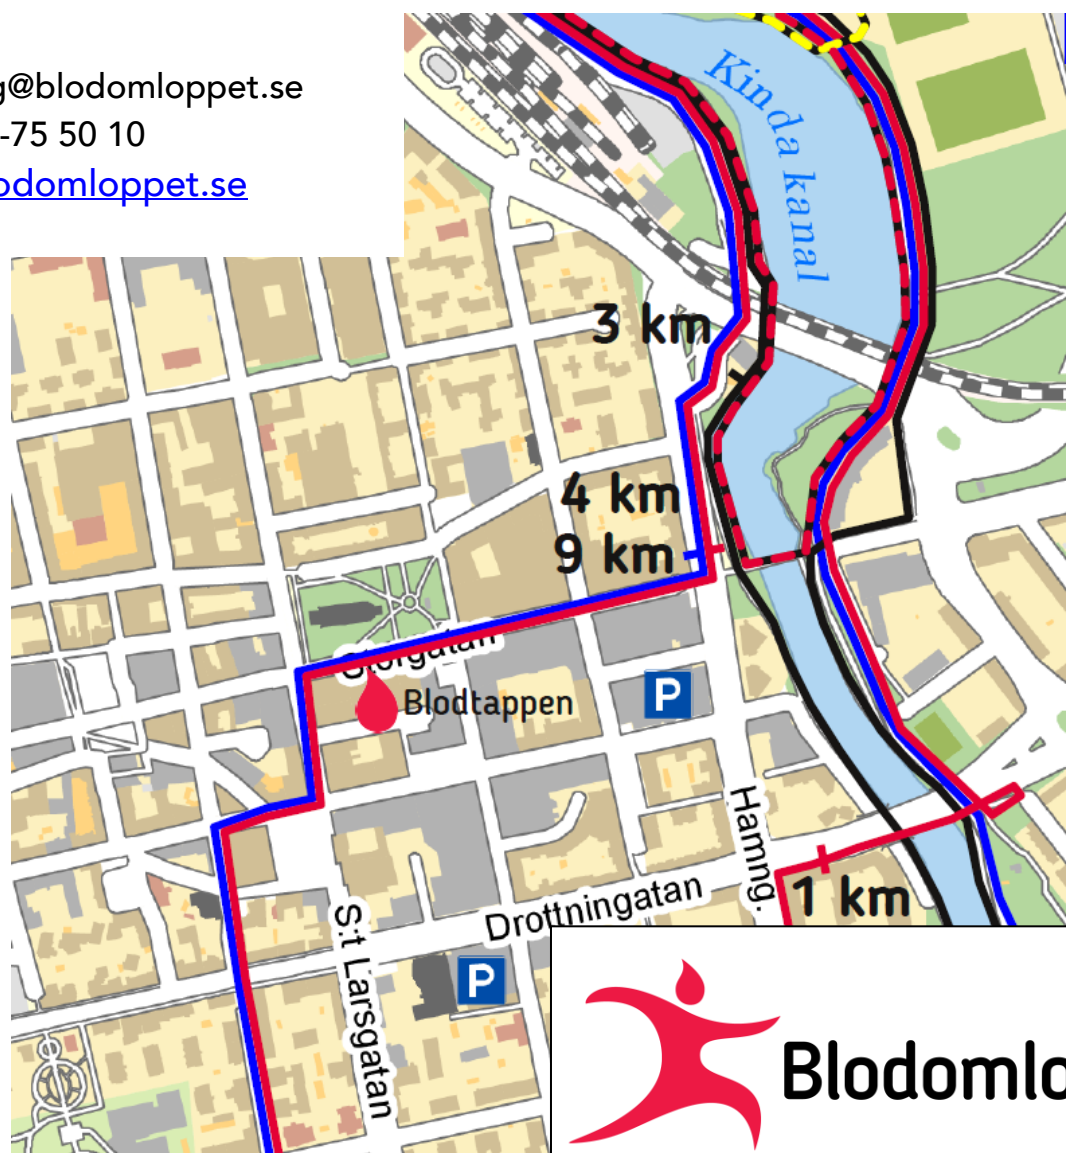 g@blodomloppet.se
-75 50 10
odomloppet.se
Kinda kanal
3 km
4 km
9 km
Storgatan
Blodtappen
P
Hamng.
1 km
Drottningatan
S:t Larsgatan
P
Blodomlo